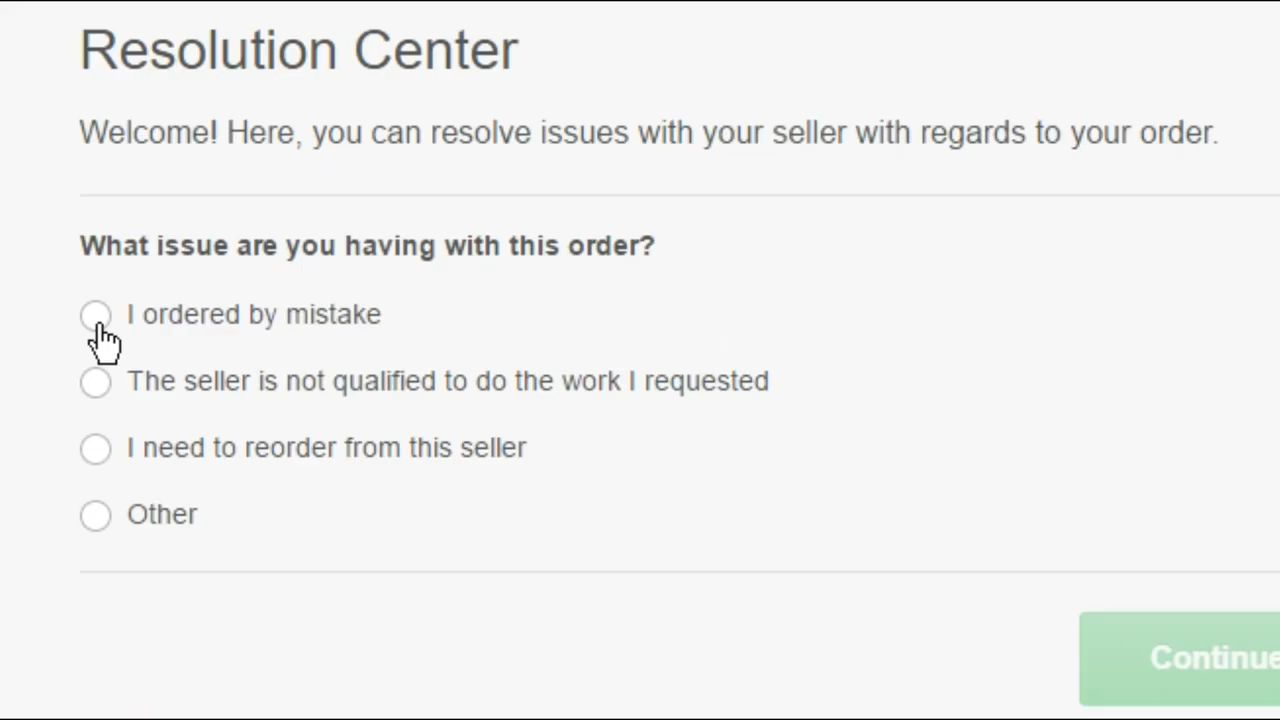 Resolution Center
Welcome! Here, you can resolve issues with your seller with regards to your order.
What issue are you having with this order?
I ordered by mistake
The seller is not qualified to do the work I requested
I need to reorder from this seller
Other
Continue